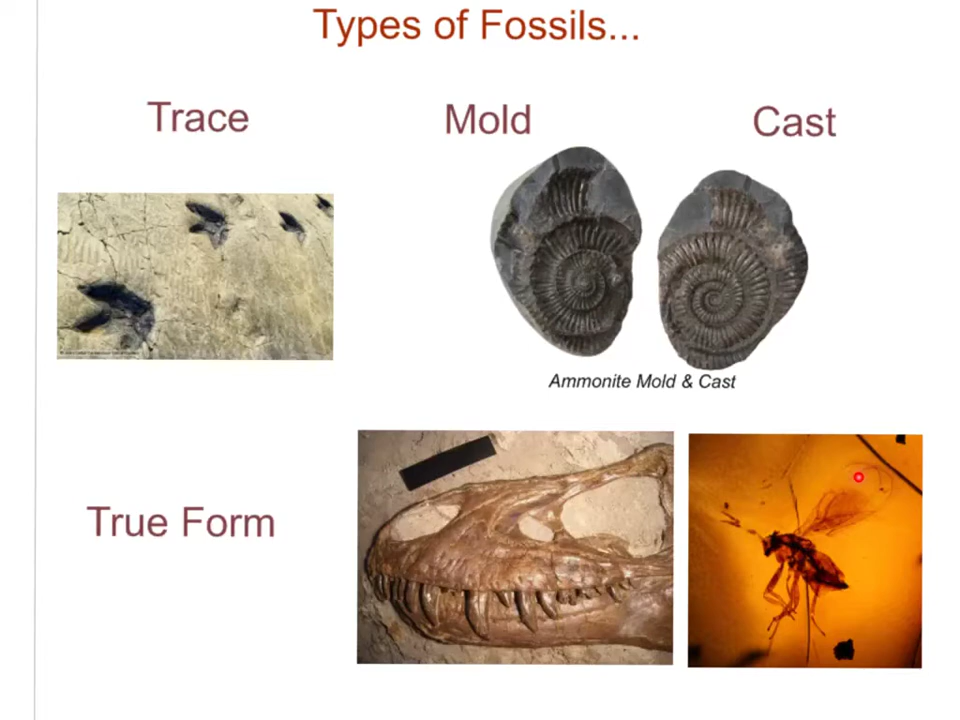 Types of Fossils...
Trace
Mold
Cast
Ammonite Mold & Cast
True Form